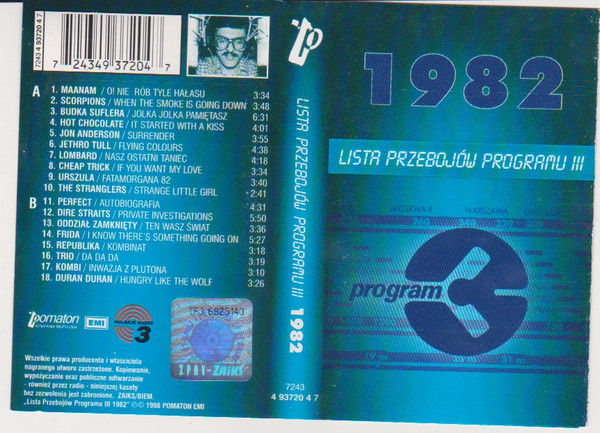 7243 4 93720 4 7
7 24349 37204 7
A
1. MAANAM / O! NIE RÓB TYLE HAŁASU 3:34
2. SCORPIONS / WHEN THE SMOKE IS GOING DOWN 3:48
3. BUDKA SUFLERA / JOLKA JOLKA PAMIĘTASZ 6:31
4. HOT CHOCOLATE / IT STARTED WITH A KISS 4:01
5. JON ANDERSON / SURRENDER 3:55
6. JETHRO TULL / FLYING COLOURS 4:38
7. LOMBARD / NASZ OSTATNI TANIEC 4:18
8. CHEAP TRICK / IF YOU WANT MY LOVE 3:34
9. URSZULA / FATAMORGANA 82 3:40
10. THE STRANGLERS / STRANGE LITTLE GIRL 2:41
B
11. PERFECT / AUTOBIOGRAFIA 4:31
12. DIRE STRAITS / PRIVATE INVESTIGATIONS 5:50
13. ODDZIAŁ ZAMKNIĘTY / TEN WASZ ŚWIAT 3:36
14. FRIDA / I KNOW THERE'S SOMETHING GOING ON 5:27
15. REPUBLIKA / KOMBINAT 3:18
16. TRIO / DA DA DA 3:19
17. KOMBI / INWAZJA Z PLUTONA 3:10
18. DURAN DURAN / HUNGRY LIKE THE WOLF 3:26
pomaton
EMI
POLSKIE RADIO
3
CFJ 6825140
ZPAV-ZAiKS
Wszelkie prawa producenta i właściciela
nagranego utworu zastrzeżone. Kopiowanie,
wypożyczanie oraz publiczne odtwarzanie
- również przez radio - niniejszej kasety
bez zezwolenia jest zabronione. ZAIKS/BIEM.
„Lista Przebojów Programu III 1982" ℗© 1998 POMATON EMI
LISTA PRZEBOJÓW PROGRAMU III 1982
7243
4 93720 4 7
1982
LISTA PRZEBOJÓW PROGRAMU III
WARSZAWA
program